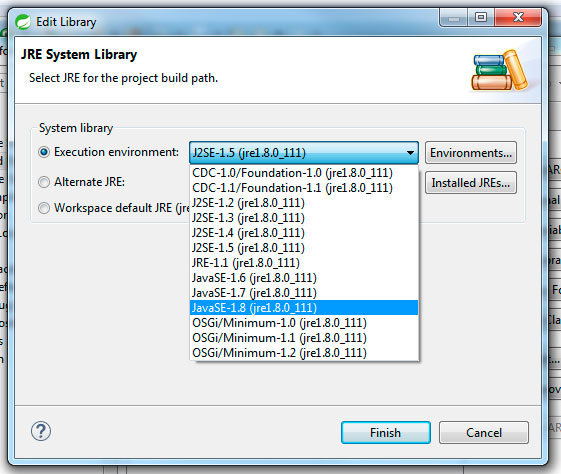 Edit Library
JRE System Library
Select JRE for the project build path.
System library
Execution environment:
J2SE-1.5 (jre1.8.0_111)
Environments...
Alternate JRE:
Installed JREs...
Workspace default JRE (jre
CDC-1.0/Foundation-1.0 (jre1.8.0_111)
CDC-1.1/Foundation-1.1 (jre1.8.0_111)
J2SE-1.2 (jre1.8.0_111)
J2SE-1.3 (jre1.8.0_111)
J2SE-1.4 (jre1.8.0_111)
J2SE-1.5 (jre1.8.0_111)
JRE-1.1 (jre1.8.0_111)
JavaSE-1.6 (jre1.8.0_111)
JavaSE-1.7 (jre1.8.0_111)
JavaSE-1.8 (jre1.8.0_111)
OSGi/Minimum-1.0 (jre1.8.0_111)
OSGi/Minimum-1.1 (jre1.8.0_111)
OSGi/Minimum-1.2 (jre1.8.0_111)
?
Finish
Cancel